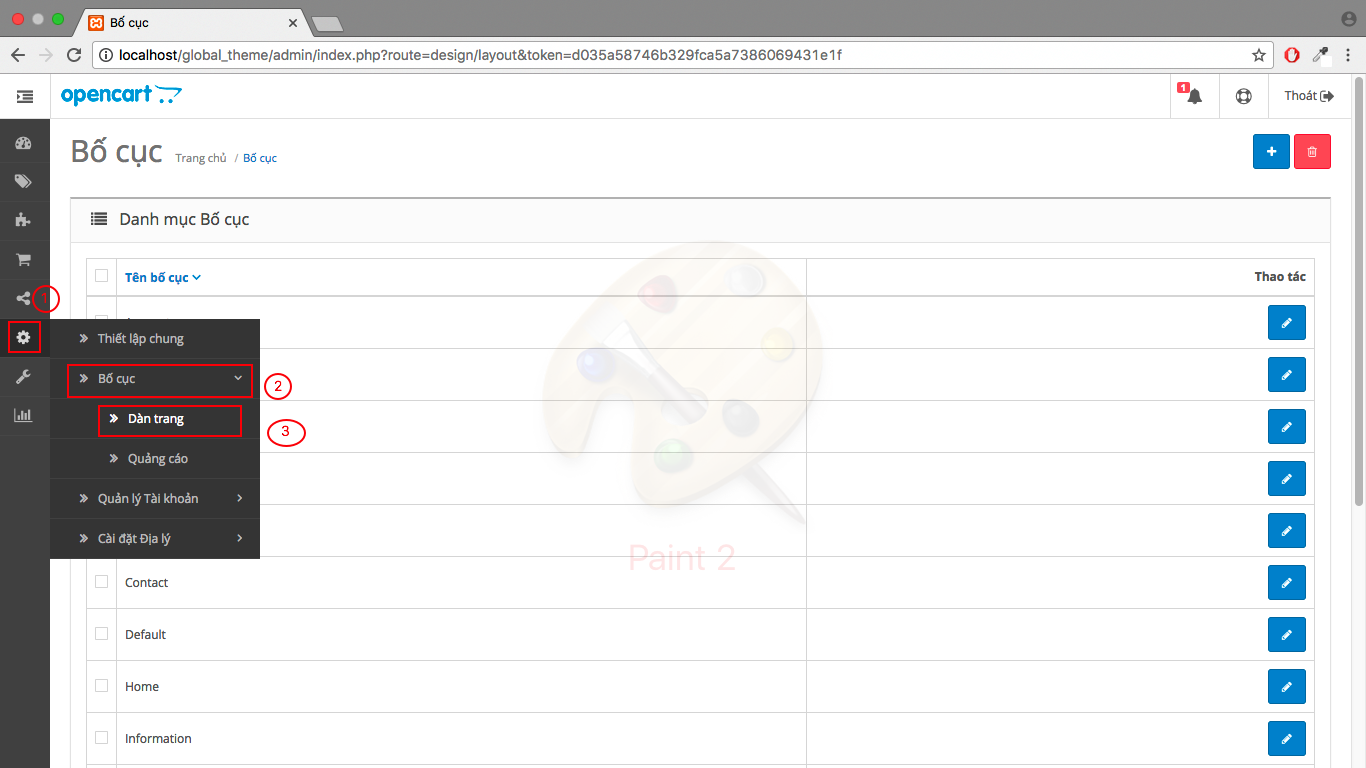 Bố cục
localhost/global_theme/admin/index.php?route=design/layout&token=d035a58746b329fca5a7386069431e1f
opencart
1
Thoát
Bố cục
Trang chủ / Bố cục
Danh mục Bố cục
Tên bố cục
Thao tác
1
Thiết lập chung
Bố cục
2
Dàn trang
3
Quảng cáo
Quản lý Tài khoản
Cài đặt Địa lý
Paint 2
Contact
Default
Home
Information